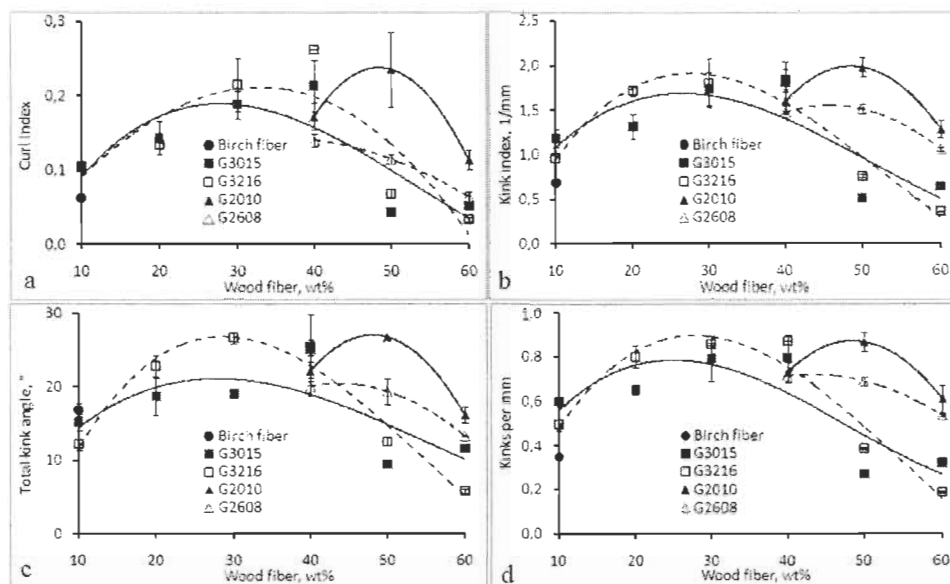 0,3
0,2
0,1
0,0
Curl Index
Birch fiber
G3015
G3216
G2010
G2608
10 20 30 40 50 60
Wood fiber, wt%
a
2,5
2,0
1,5
1,0
0,5
0,0
Kink index, 1/mm
Birch fiber
G3015
G3216
G2010
G2608
10 20 30 40 50 60
Wood fiber, wt%
b
30
20
10
0
Total kink angle, °
Birch fiber
G3015
G3216
G2010
G2608
10 20 30 40 50 60
Wood fiber, wt%
c
1.0
0.8
0.6
0,4
0,2
0,0
Kinks per mm
Birch fiber
G3015
G3216
G2010
G2608
10 20 30 40 50 60
Wood fiber, wt%
d